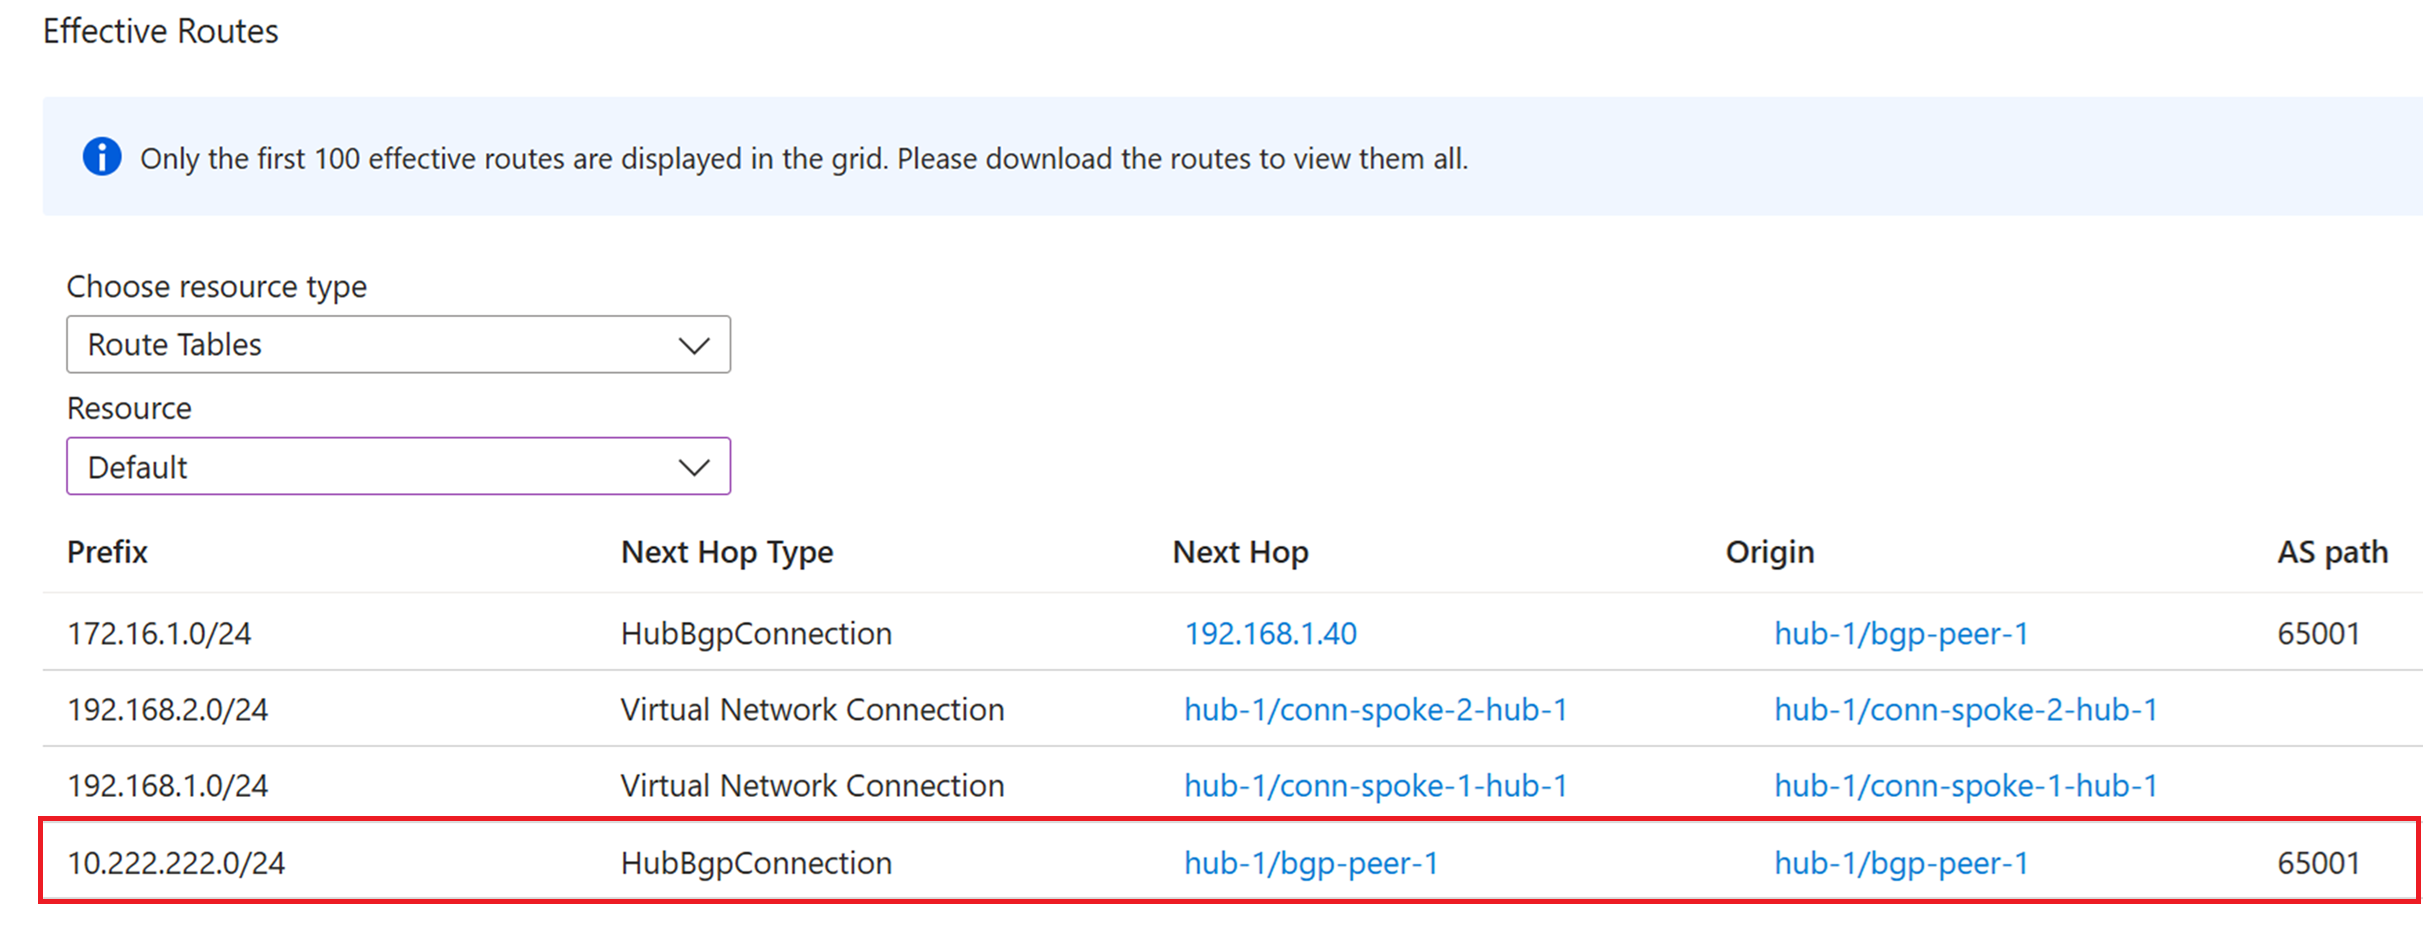 Effective Routes
Only the first 100 effective routes are displayed in the grid. Please download the routes to view them all.
Choose resource type
Route Tables
Resource
Default
Prefix Next Hop Type Next Hop Origin AS path
172.16.1.0/24 HubBgpConnection 192.168.1.40 hub-1/bgp-peer-1 65001
192.168.2.0/24 Virtual Network Connection hub-1/conn-spoke-2-hub-1 hub-1/conn-spoke-2-hub-1
192.168.1.0/24 Virtual Network Connection hub-1/conn-spoke-1-hub-1 hub-1/conn-spoke-1-hub-1
10.222.222.0/24 HubBgpConnection hub-1/bgp-peer-1 hub-1/bgp-peer-1 65001